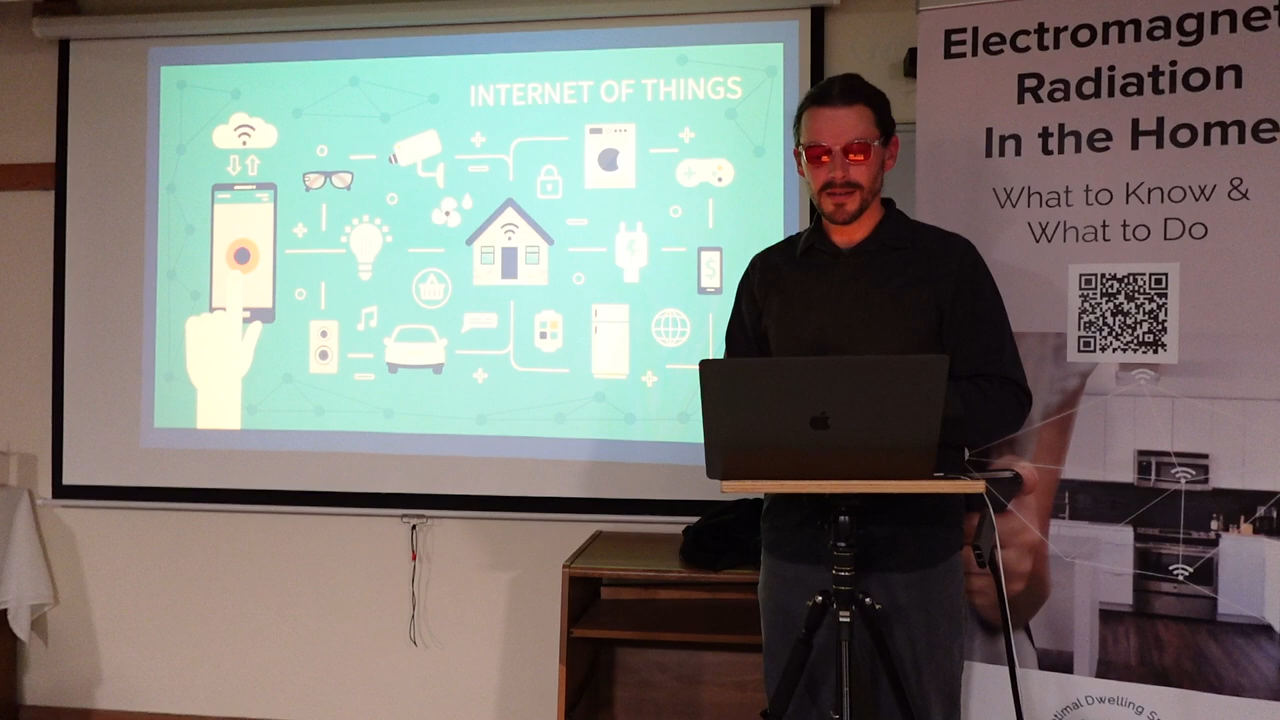 INTERNET OF THINGS
Electromagnet
Radiation
In the Home
What to Know &
What to Do
$
Dwelling